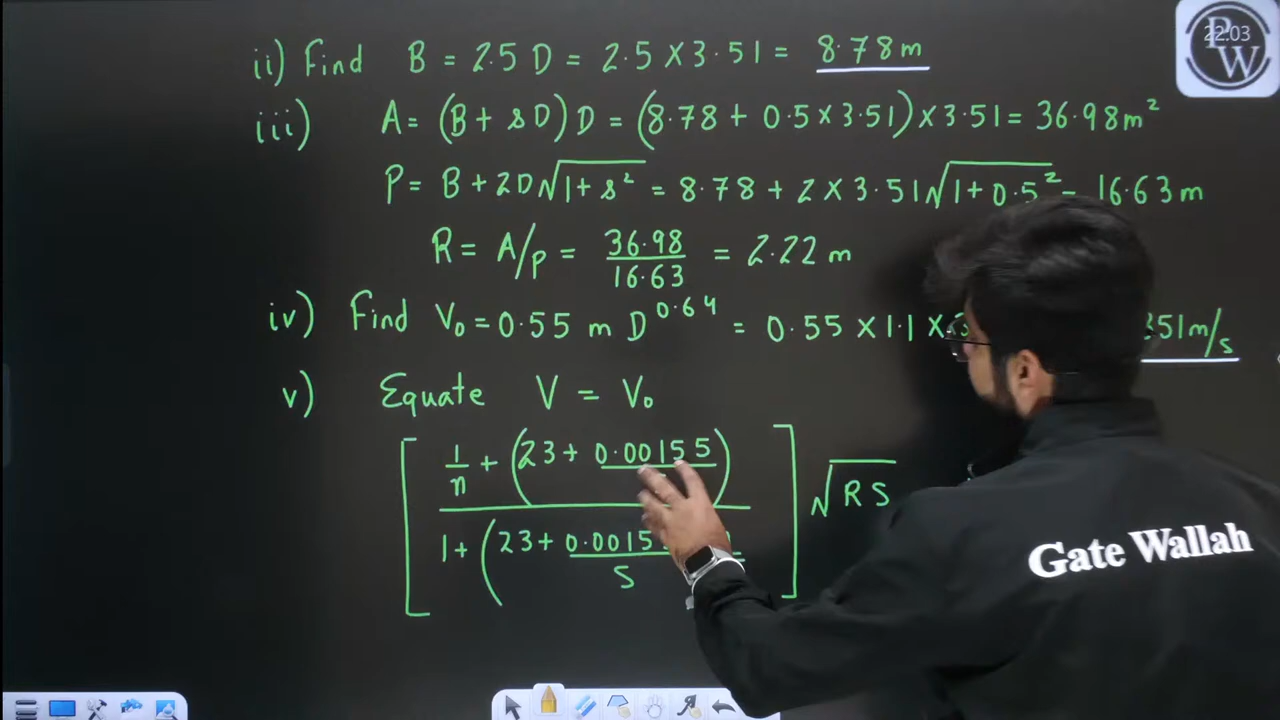 22:03
PW
ii) Find B = 2.5 D = 2.5 X 3.51 = 8.78 m
iii) A = (B + sD) D = (8.78 + 0.5 x 3.51) x 3.51 = 36.98 m²
P = B + 2D√1+s² = 8.78 + 2 x 3.51√1+0.5² = 16.63 m
R = A/p = 36.98/16.63 = 2.22 m
iv) Find V₀ = 0.55 m D^0.64 = 0.55 X 1.1 X 351 m/s
v) Equate V = V₀
[1/n + (23 + 0.00155)
1 + (23 + 0.0015 / S] √RS
Gate Wallah